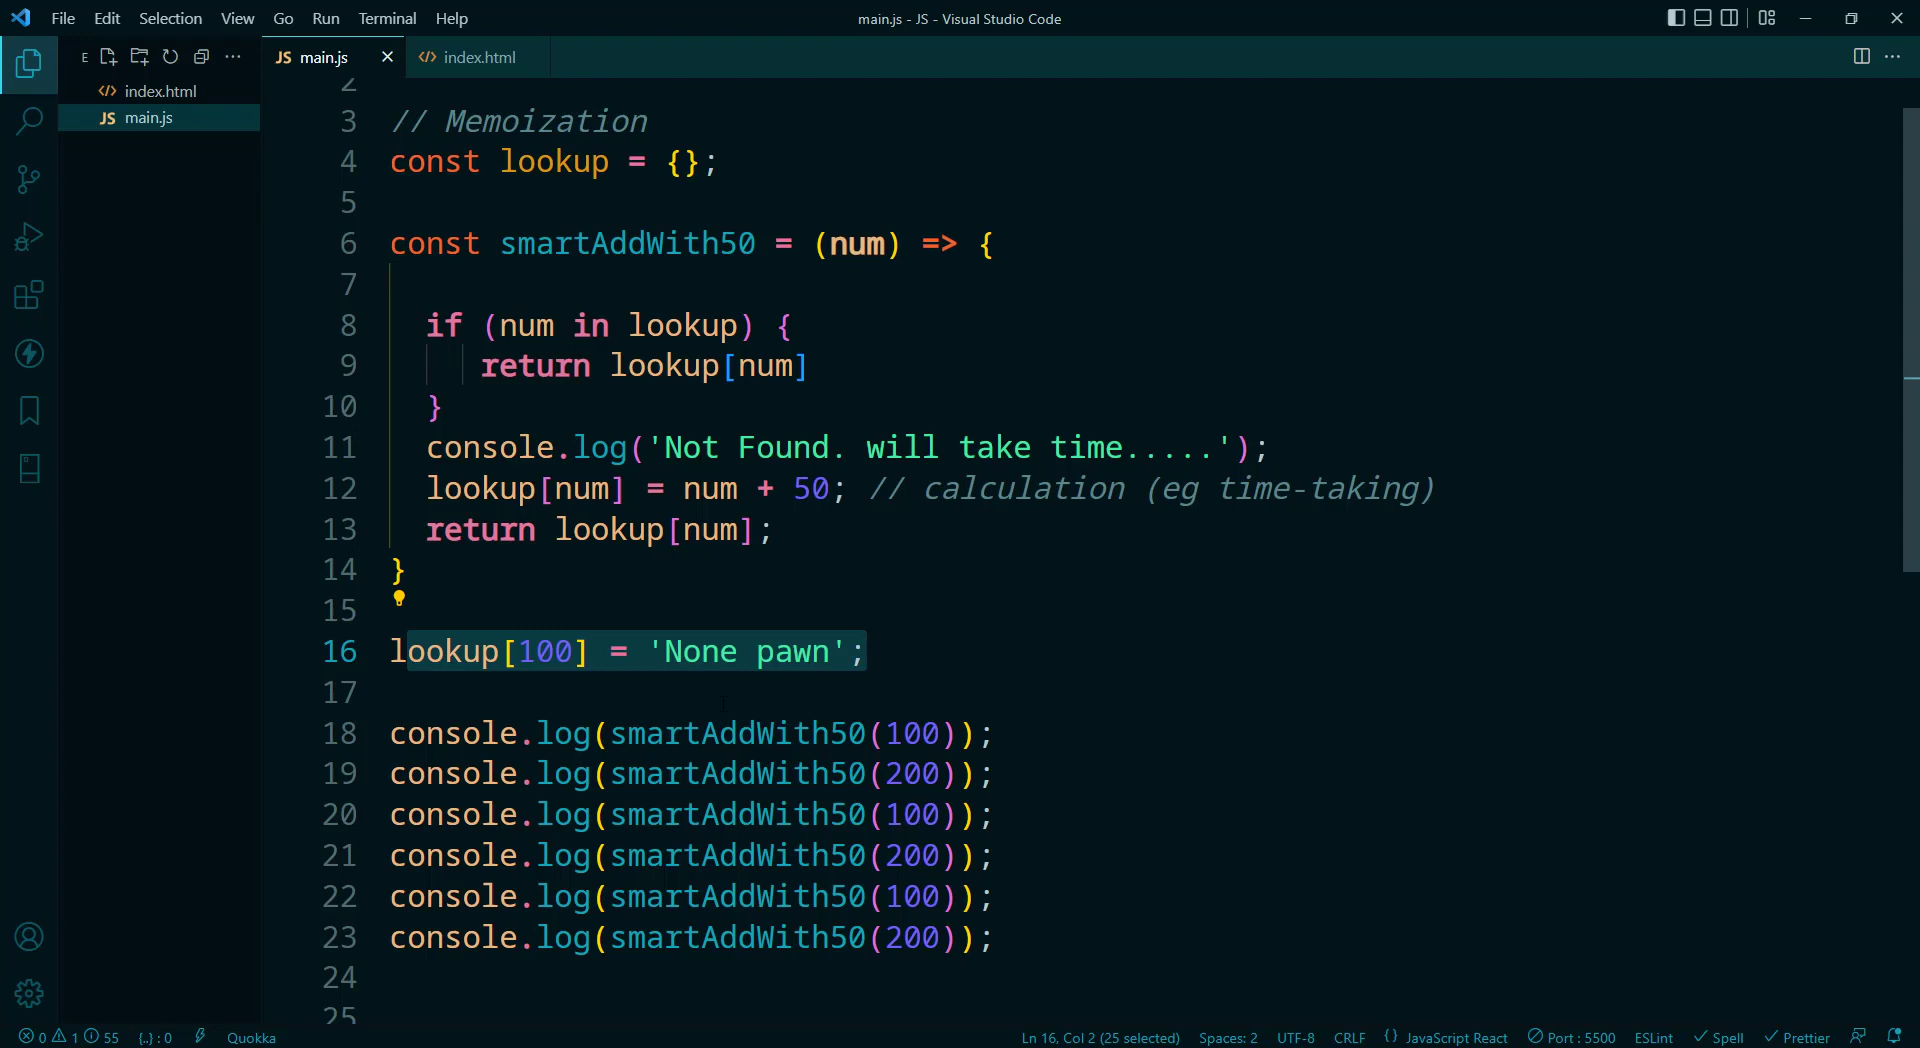 File Edit Selection View Go Run Terminal Help main.js - JS - Visual Studio Code
E
index.html
JS main.js
JS main.js index.html
2
3 // Memoization
4 const lookup = {};
5
6 const smartAddWith50 = (num) => {
7
8 if (num in lookup) {
9 return lookup[num]
10 }
11 console.log('Not Found. will take time.....');
12 lookup[num] = num + 50; // calculation (eg time-taking)
13 return lookup[num];
14 }
15
16 lookup[100] = 'None pawn';
17
18 console.log(smartAddWith50(100));
19 console.log(smartAddWith50(200));
20 console.log(smartAddWith50(100));
21 console.log(smartAddWith50(200));
22 console.log(smartAddWith50(100));
23 console.log(smartAddWith50(200));
24
25
0 1 55 {..} : 0 Quokka Ln 16, Col 2 (25 selected) Spaces: 2 UTF-8 CRLF {} JavaScript React Port : 5500 ESLint Spell Prettier